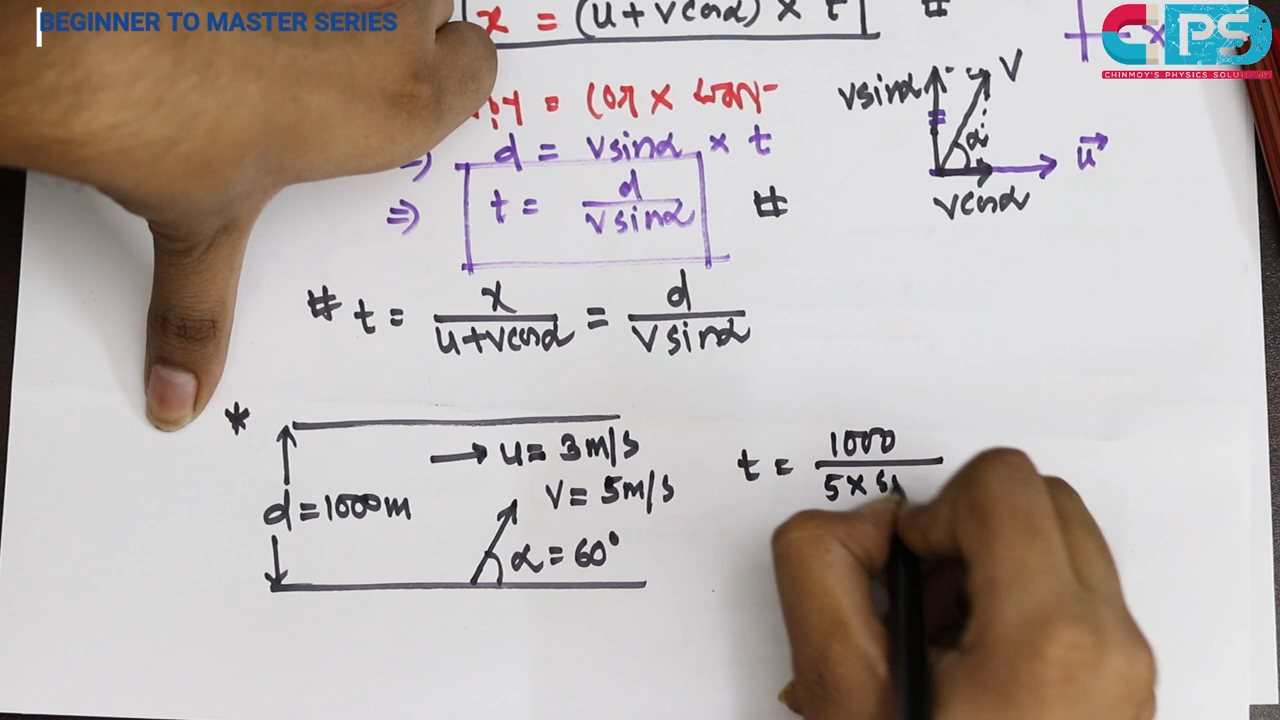 BEGINNER TO MASTER SERIES
x = (u+vcosα) × t #
CPS
CHINMOY'S PHYSICS SOLUTION
vsinα V
α
u⃗
vcosα
⇒ d = vsinα × t
⇒ t = d/vsinα #
# t = x/u+vcosα = d/vsinα
*
→ u = 3m/s
v = 5m/s
d = 1000m
α = 60°
t = 1000/5×s